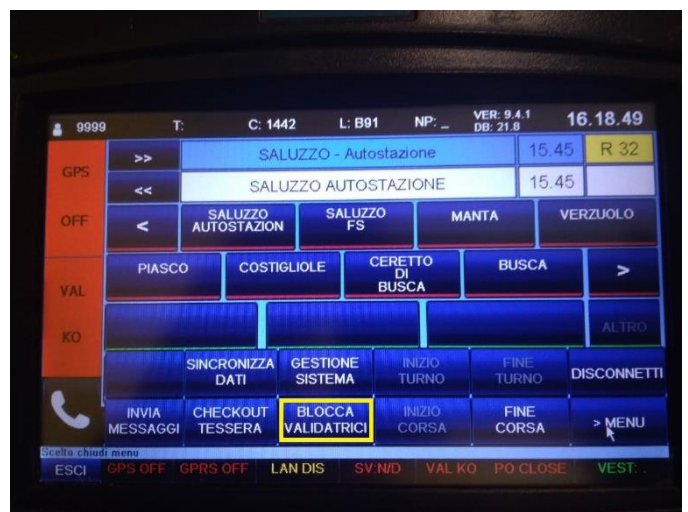 9999 T: C: 1442 L: B91 NP: _ VER: 9.4.1 16.18.49
DB: 21.8
GPS
OFF
VAL
KO
>> SALUZZO - Autostazione 15.45 R 32
<< SALUZZO AUTOSTAZIONE 15.45
< SALUZZO AUTOSTAZION SALUZZO FS MANTA VERZUOLO
PIASCO COSTIGLIOLE CERETTO DI BUSCA BUSCA >
ALTRO
SINCRONIZZA DATI GESTIONE SISTEMA INIZIO TURNO FINE TURNO DISCONNETTI
INVIA MESSAGGI CHECKOUT TESSERA BLOCCA VALIDATRICI INIZIO CORSA FINE CORSA > MENU
Scelto chiudi menu
ESCI GPS OFF GPRS OFF LAN DIS SV:N/D VAL KO PO CLOSE VEST: .